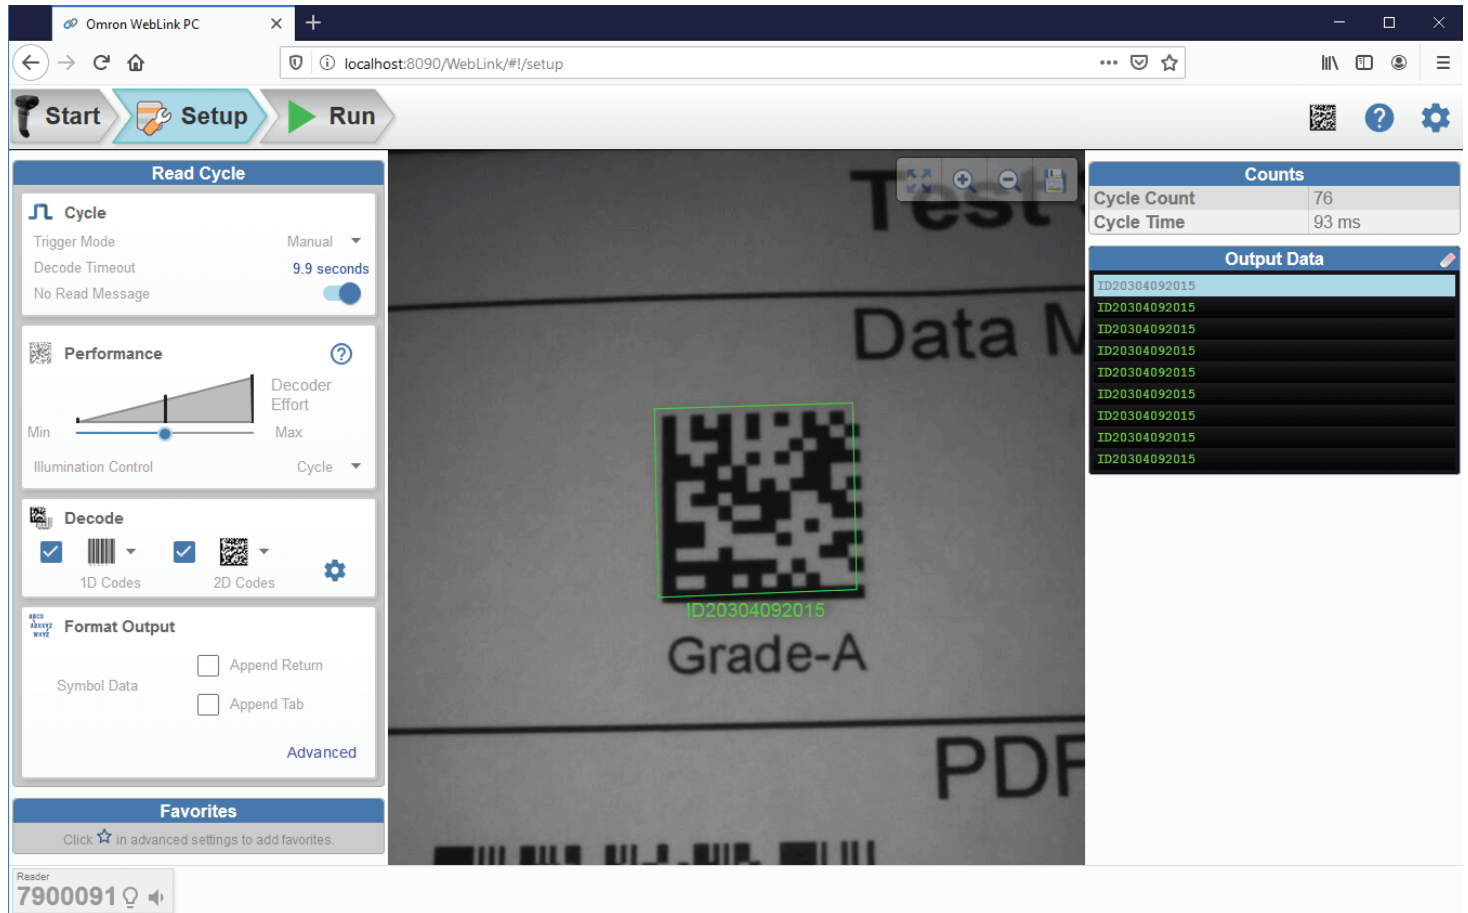 Omron WebLink PC
localhost:8090/WebLink/#!/setup
Start
Setup
Run
Read Cycle
Cycle
Trigger Mode Manual
Decode Timeout 9.9 seconds
No Read Message
Performance
Decoder
Effort
Min Max
Illumination Control Cycle
Decode
1D Codes 2D Codes
ABCD
Format Output
Symbol Data
Append Return
Append Tab
Advanced
Favorites
Click in advanced settings to add favorites.
Reader
7900091
Test
Data M
ID20304092015
Grade-A
PDF
Counts
Cycle Count 76
Cycle Time 93 ms
Output Data
ID20304092015
ID20304092015
ID20304092015
ID20304092015
ID20304092015
ID20304092015
ID20304092015
ID20304092015
ID20304092015